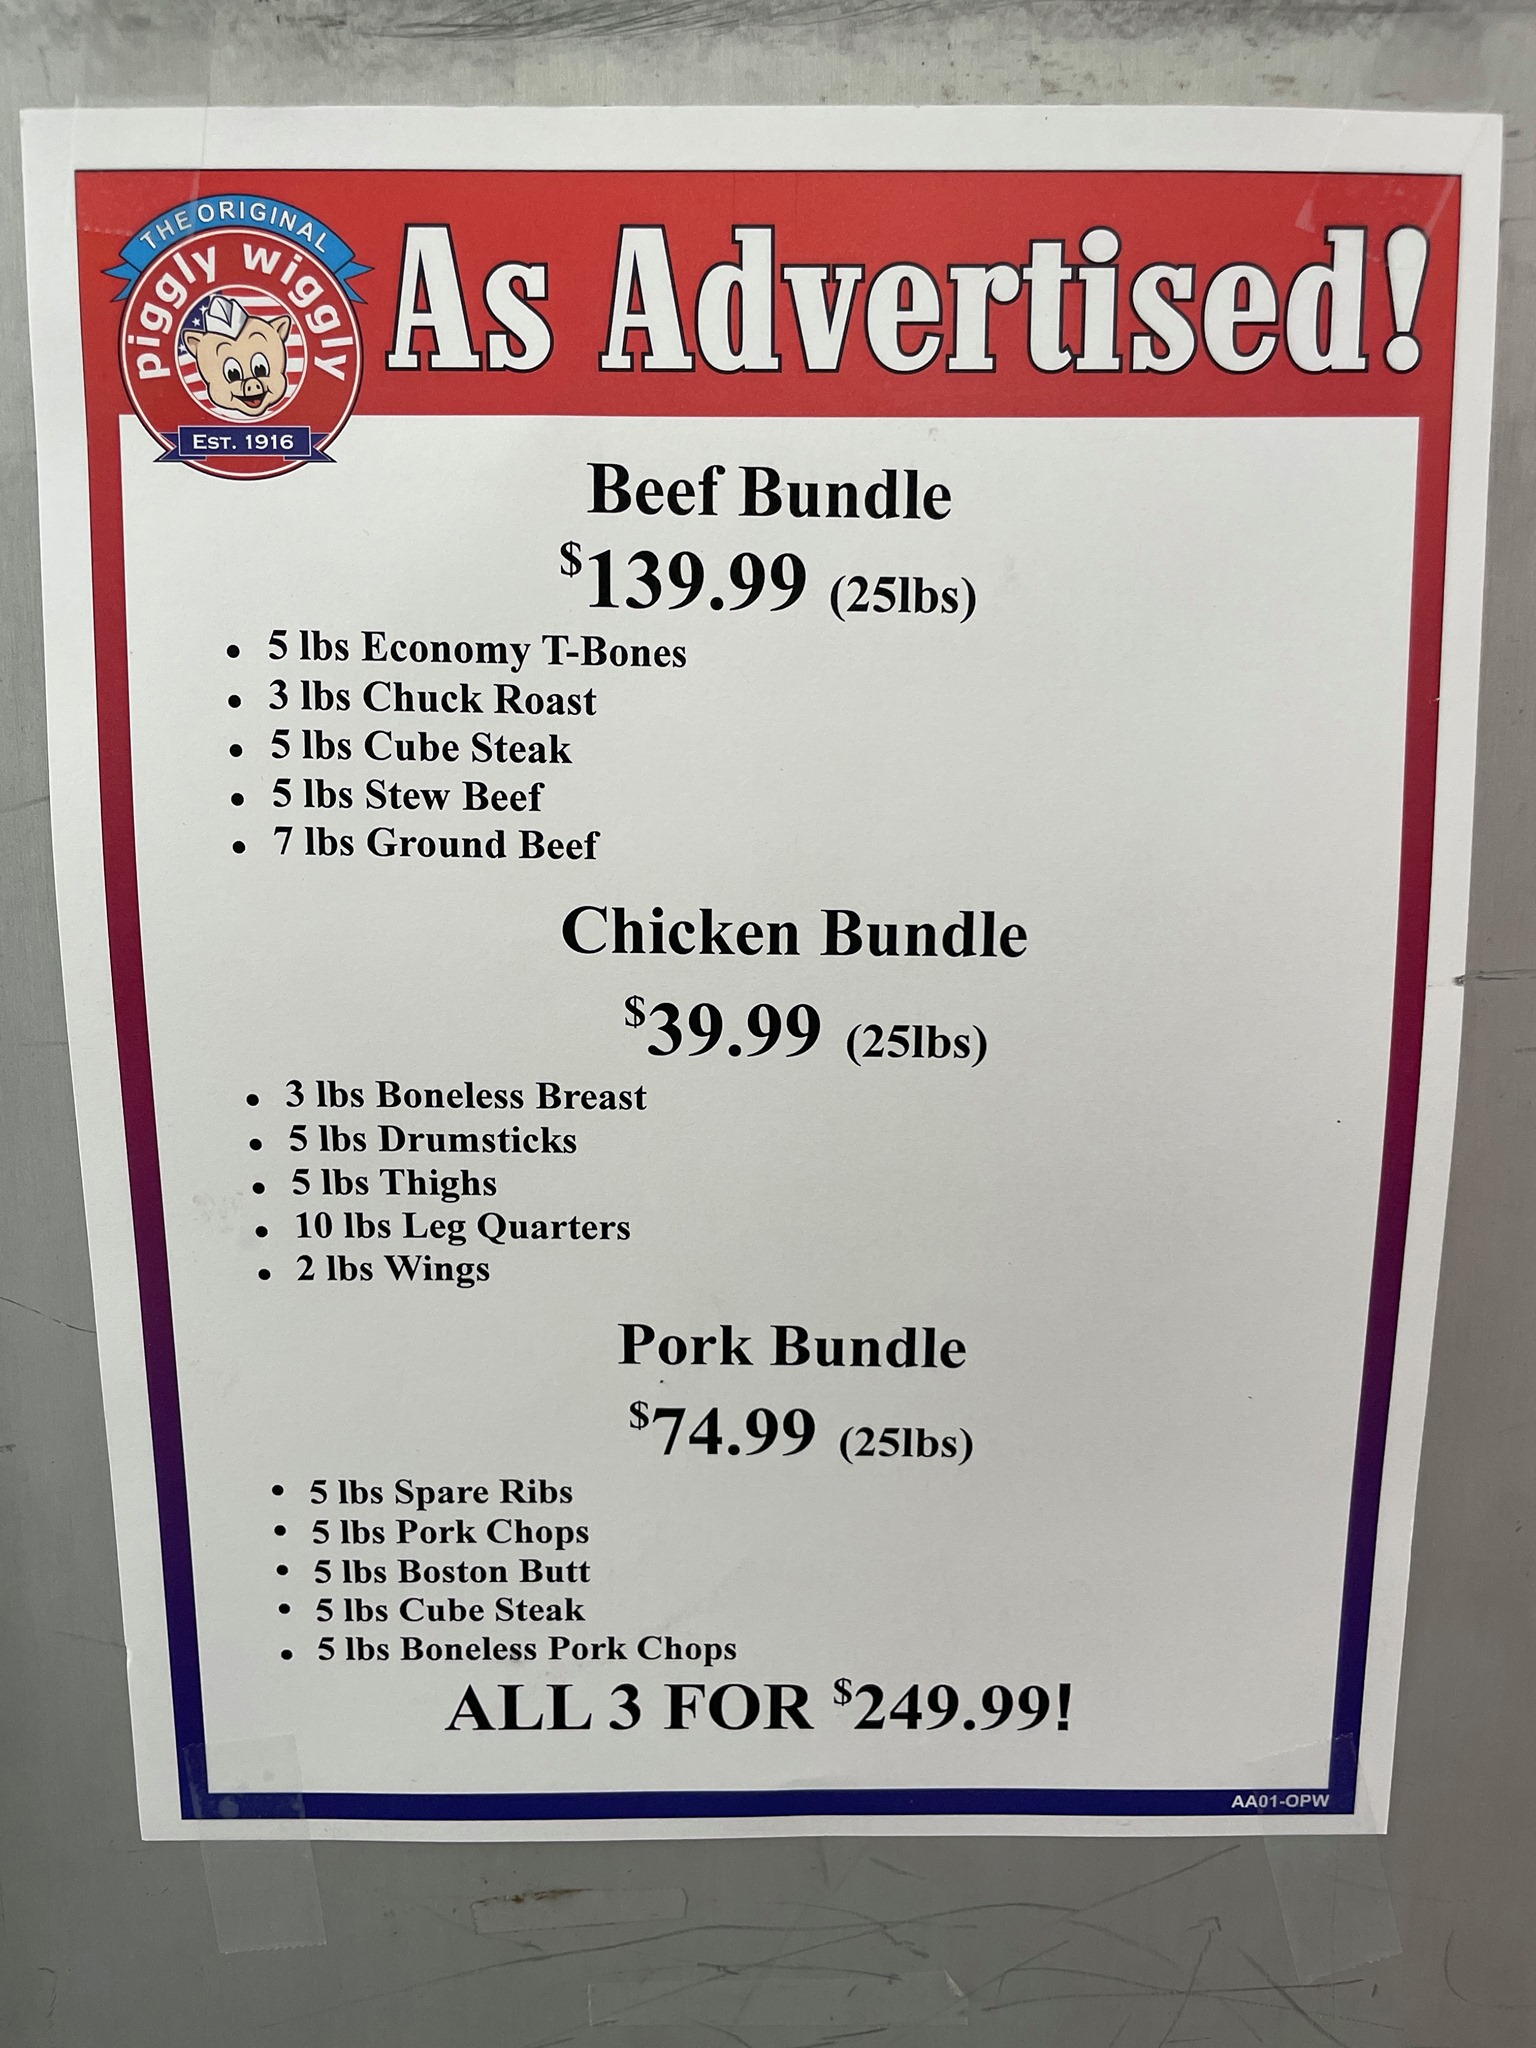 THE ORIGINAL
piggly wiggly
EST. 1916
As Advertised!
Beef Bundle
$139.99 (25lbs)
• 5 lbs Economy T-Bones
• 3 lbs Chuck Roast
• 5 lbs Cube Steak
• 5 lbs Stew Beef
• 7 lbs Ground Beef
Chicken Bundle
$39.99 (25lbs)
• 3 lbs Boneless Breast
• 5 lbs Drumsticks
• 5 lbs Thighs
• 10 lbs Leg Quarters
• 2 lbs Wings
Pork Bundle
$74.99 (25lbs)
• 5 lbs Spare Ribs
• 5 lbs Pork Chops
• 5 lbs Boston Butt
• 5 lbs Cube Steak
• 5 lbs Boneless Pork Chops
ALL 3 FOR $249.99!
AA01-OPW